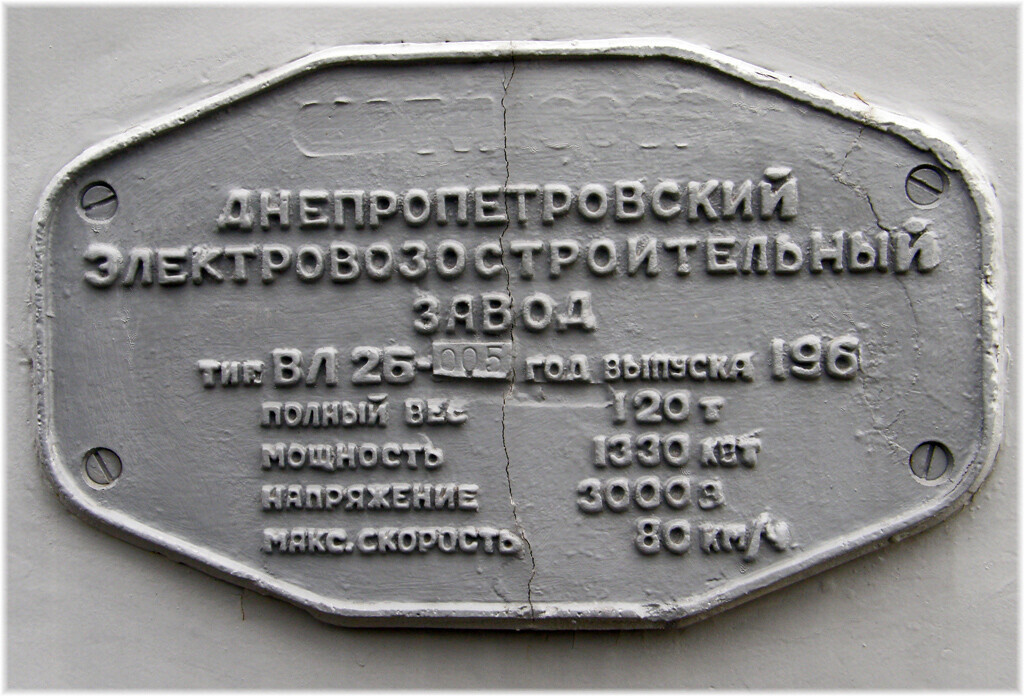 ДНЕПРОПЕТРОВСКИЙ
ЭЛЕКТРОВОЗОСТРОИТЕЛЬНЫЙ
ЗАВОД
ТИП ВЛ 26-005 ГОД ВЫПУСКА 196
ПОЛНЫЙ ВЕС 120 Т
МОЩНОСТЬ 1330 КВТ
НАПРЯЖЕНИЕ 3000 В
МАКС. СКОРОСТЬ 80 КМ/Ч.